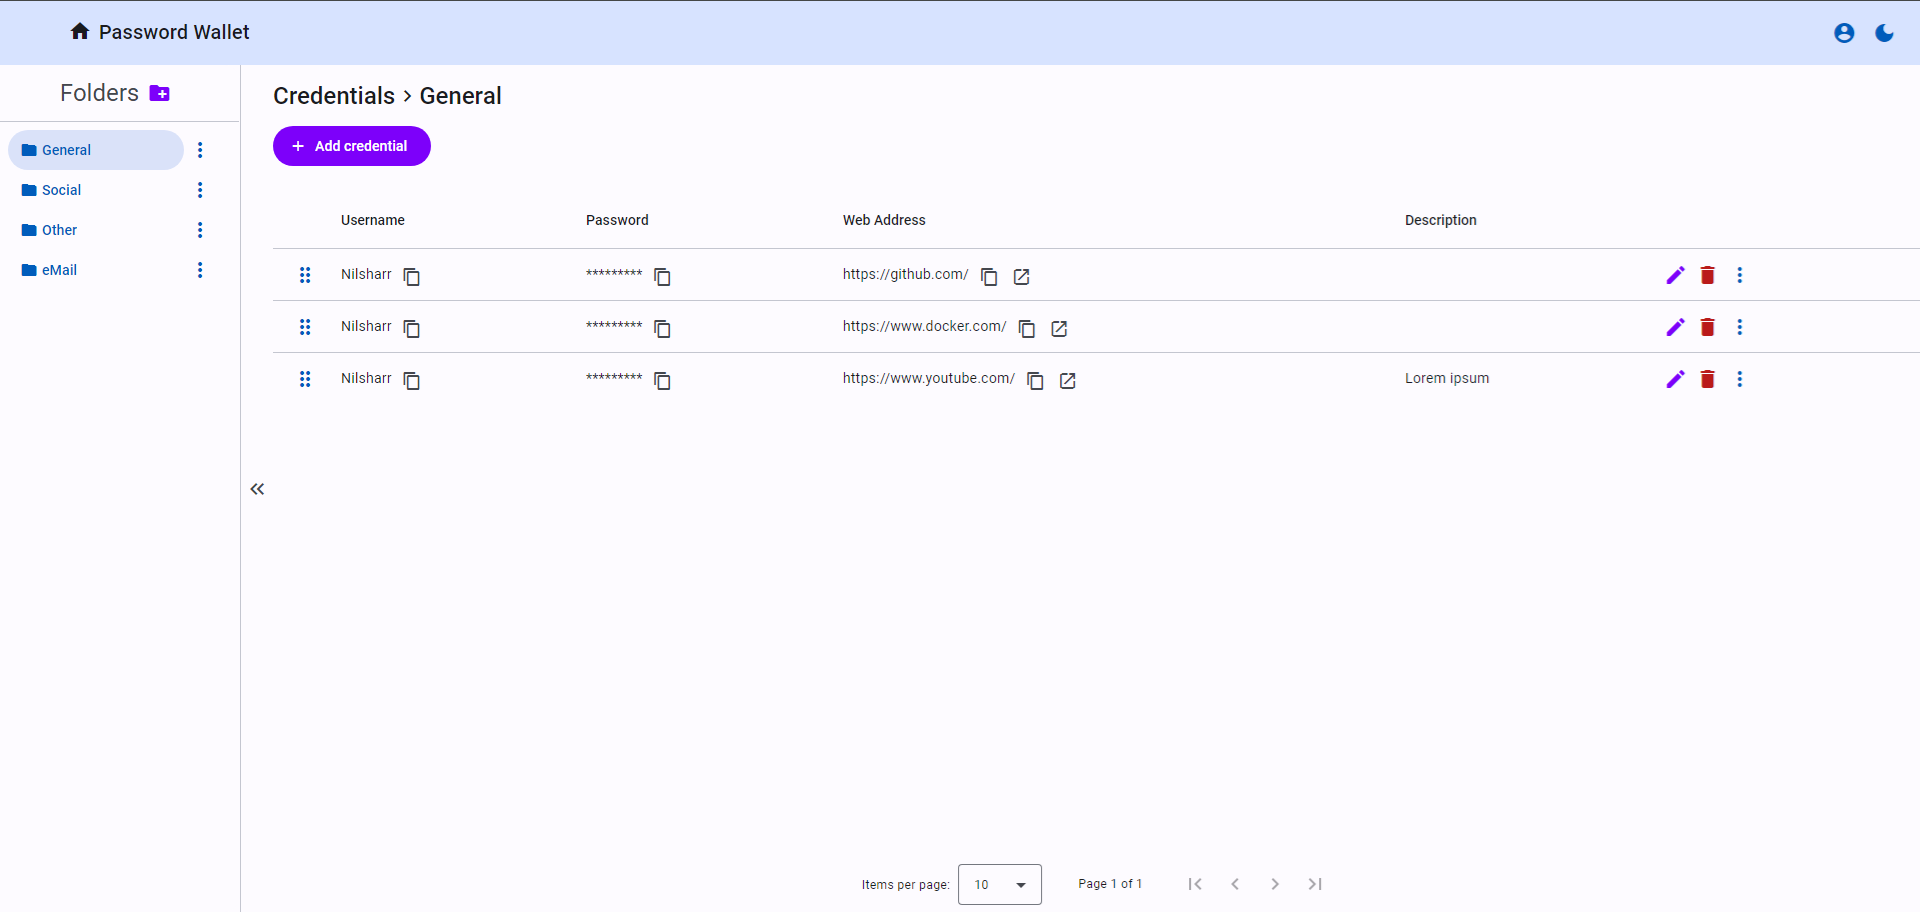 Password Wallet
Folders
General
Social
Other
eMail
Credentials > General
+ Add credential
Username Password Web Address Description
Nilsharr ********* https://github.com/
Nilsharr ********* https://www.docker.com/
Nilsharr ********* https://www.youtube.com/ Lorem ipsum
Items per page: 10 Page 1 of 1